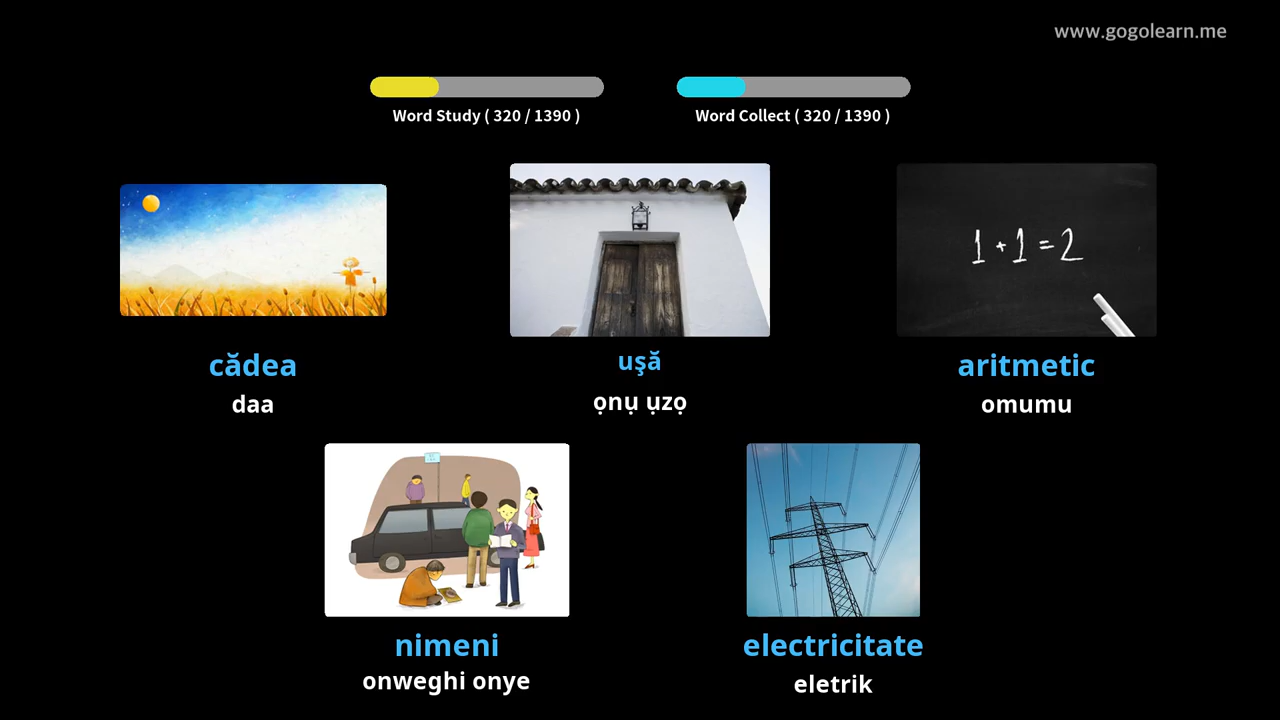 www.gogolearn.me
Word Study ( 320 / 1390 )
Word Collect ( 320 / 1390 )
cădea
daa
uşă
ọnụ ụzọ
aritmetic
omumu
1 + 1 = 2
nimeni
onweghi onye
electricitate
eletrik